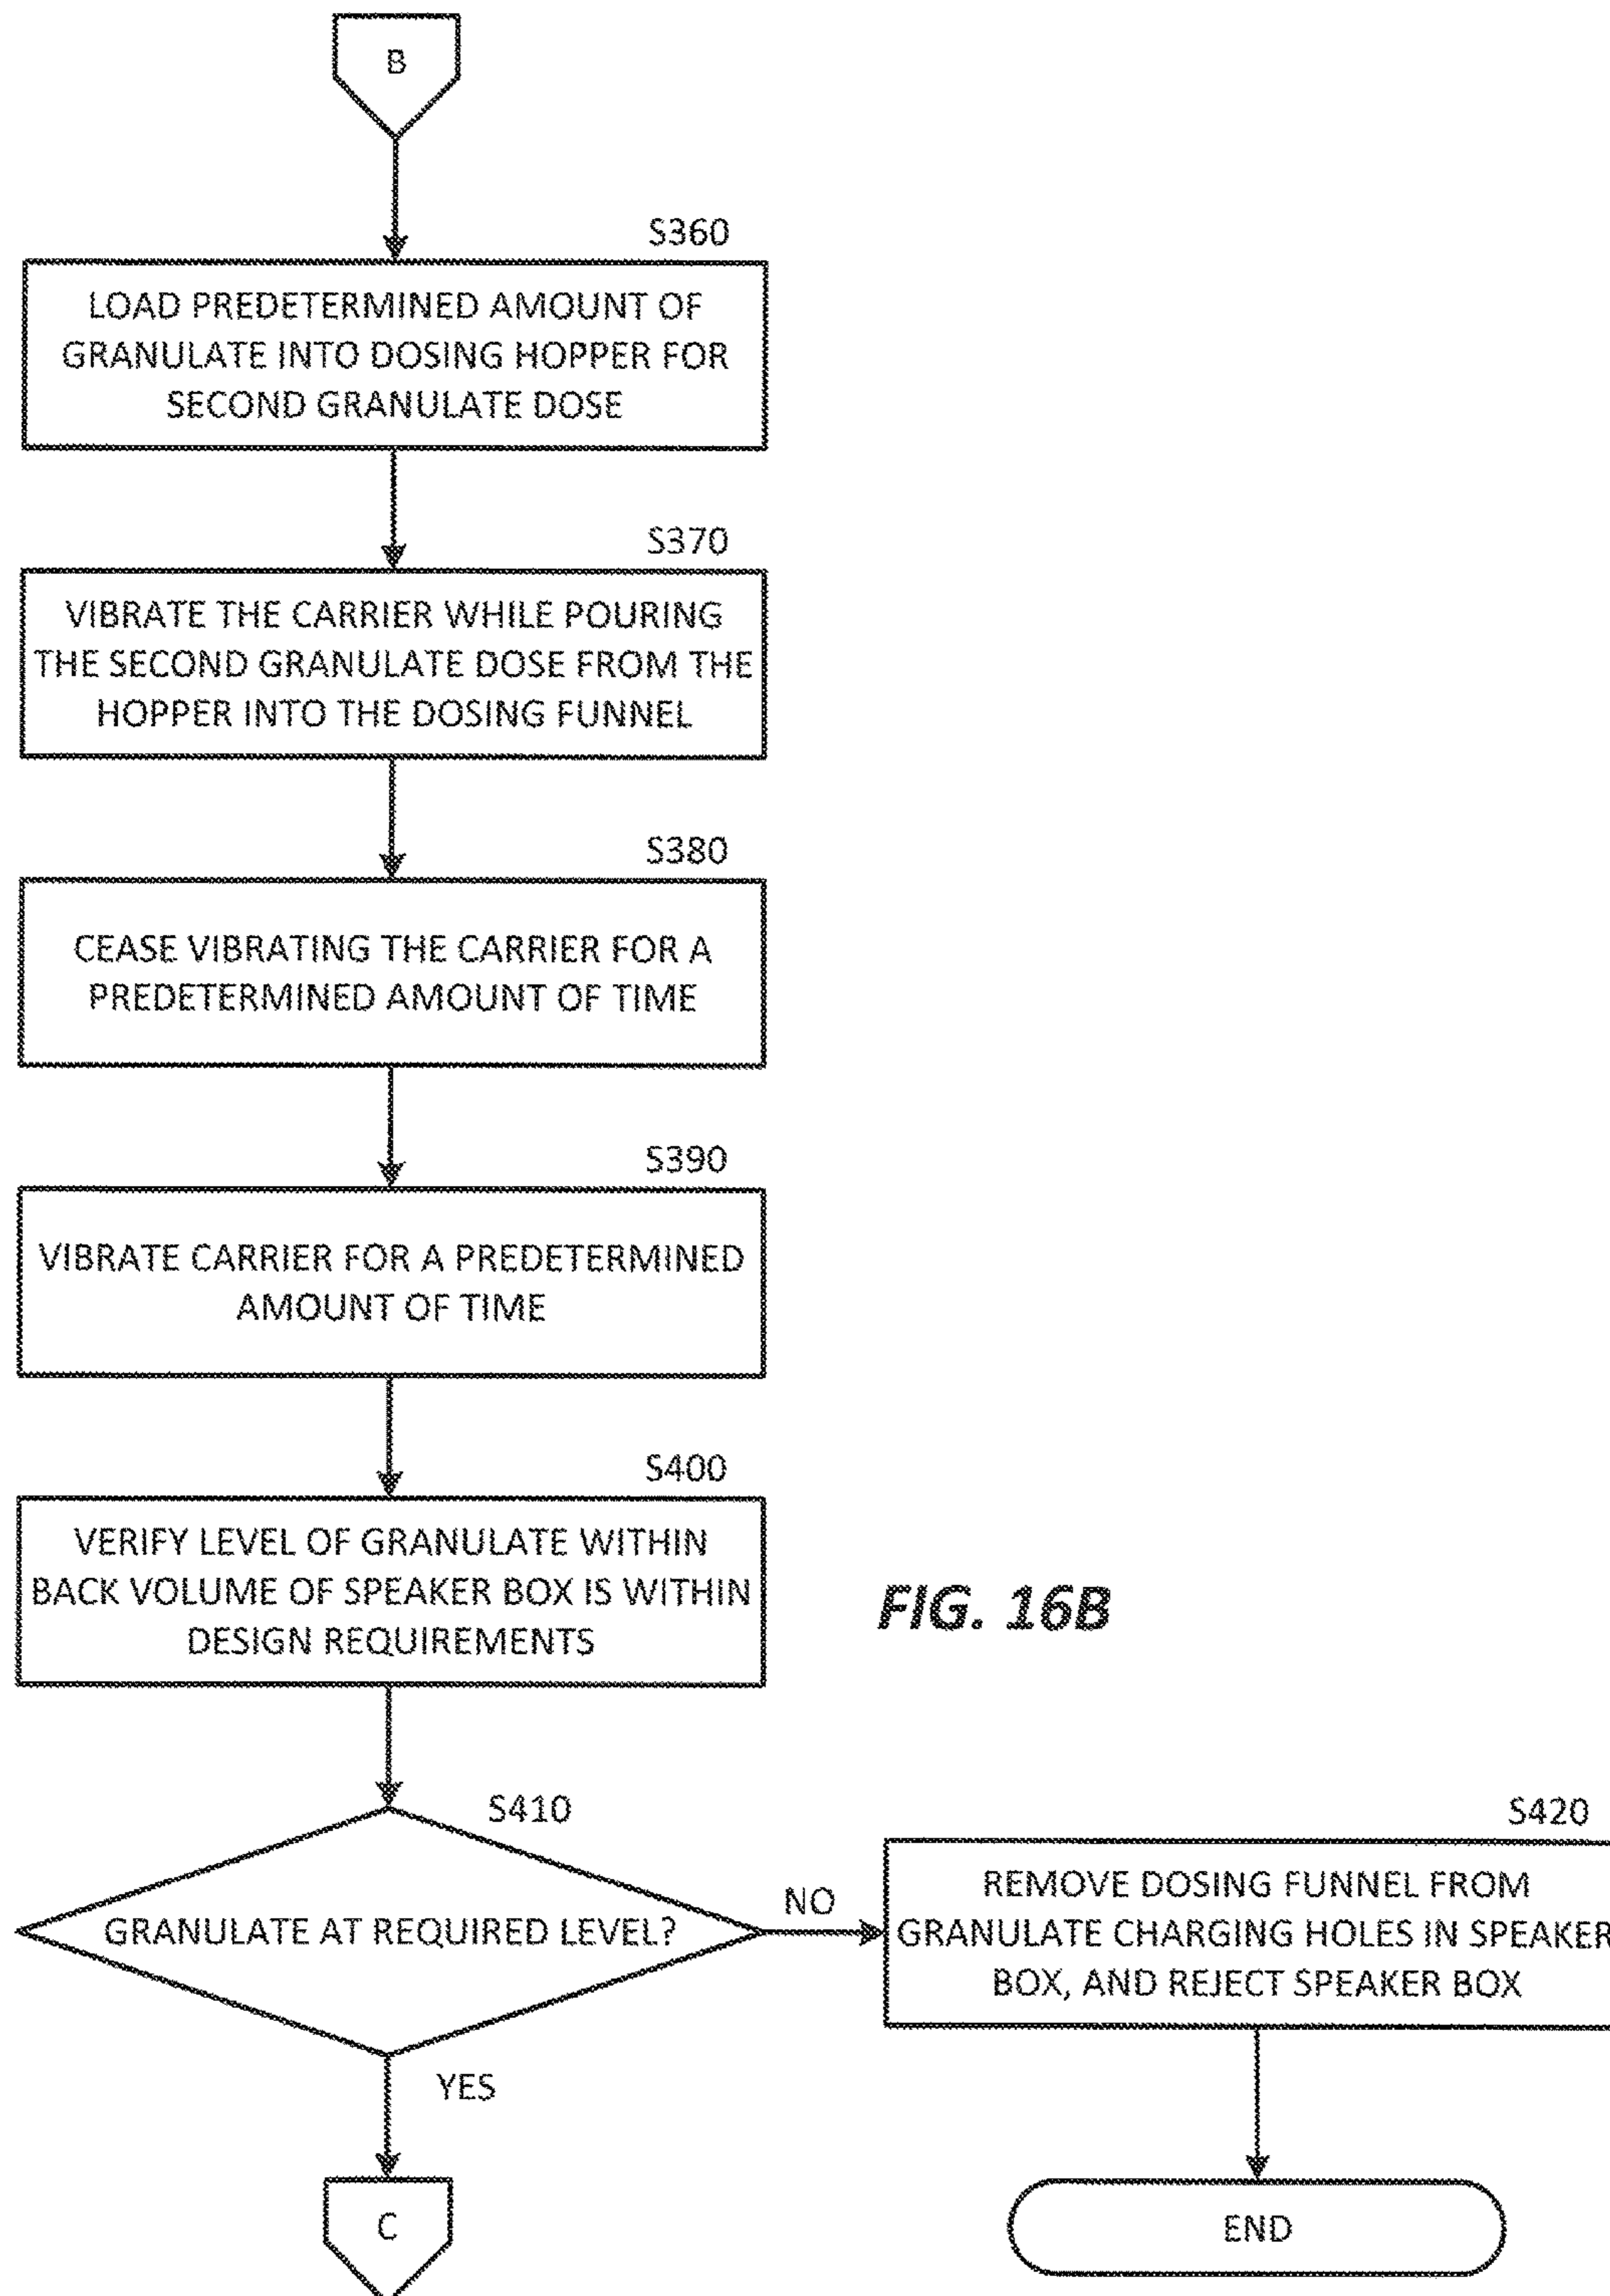 B
S360
LOAD PREDETERMINED AMOUNT OF
GRANULATE INTO DOSING HOPPER FOR
SECOND GRANULATE DOSE
S370
VIBRATE THE CARRIER WHILE POURING
THE SECOND GRANULATE DOSE FROM THE
HOPPER INTO THE DOSING FUNNEL
S380
CEASE VIBRATING THE CARRIER FOR A
PREDETERMINED AMOUNT OF TIME
S390
VIBRATE CARRIER FOR A PREDETERMINED
AMOUNT OF TIME
S400
VERIFY LEVEL OF GRANULATE WITHIN
BACK VOLUME OF SPEAKER BOX IS WITHIN
DESIGN REQUIREMENTS
FIG. 16B
S410
GRANULATE AT REQUIRED LEVEL?
NO
S420
REMOVE DOSING FUNNEL FROM
GRANULATE CHARGING HOLES IN SPEAKER
BOX, AND REJECT SPEAKER BOX
YES
C
END